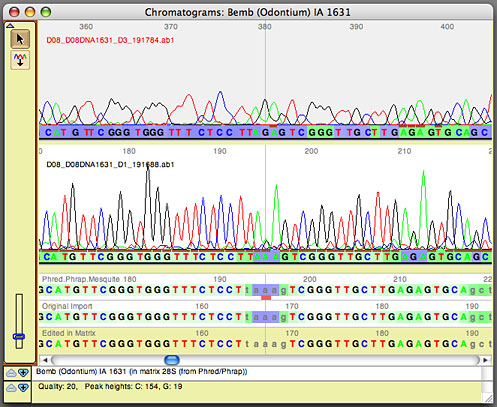 Chromatograms: Bemb (Odontium) IA 1631
360 370 380 390 400
D08_D08DNA1631_D3_191784.ab1
CATGTTCGGGTGGGTTTCTCCTTAGAGTCGGGTTGCTTGAGAGTGCAGC
180 190 200 210
D08_D08DNA1631_D1_191588.ab1
CATGTTCGGGTGGGTTTCTCCTTAAAGTCGGGTTGCTTGAGAGTGCAGC
Phred.Phrap.Mesquite 180 190 200 210 22
GCATGTTCGGGTGGGTTTCTCCTtaaagTCGGGTTGCTTGAGAGTGCAgct
Original Import 160 170 180 190
GCATGTTCGGGTGGGTTTCTCCTtaaagTCGGGTTGCTTGAGAGTGCAgct
Edited in Matrix 160 170 180 190
GCATGTTCGGGTGGGTTTCTCCTtaaagTCGGGTTGCTTGAGAGTGCAgct
Bemb (Odontium) IA 1631 (in matrix 28S (from Phred/Phrap))
Quality: 20, Peak heights: C: 154, G: 19